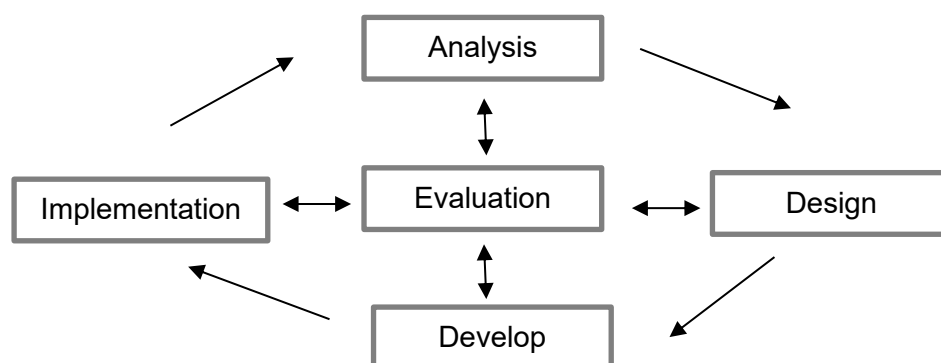 Analysis
Implementation
Evaluation
Design
Develop